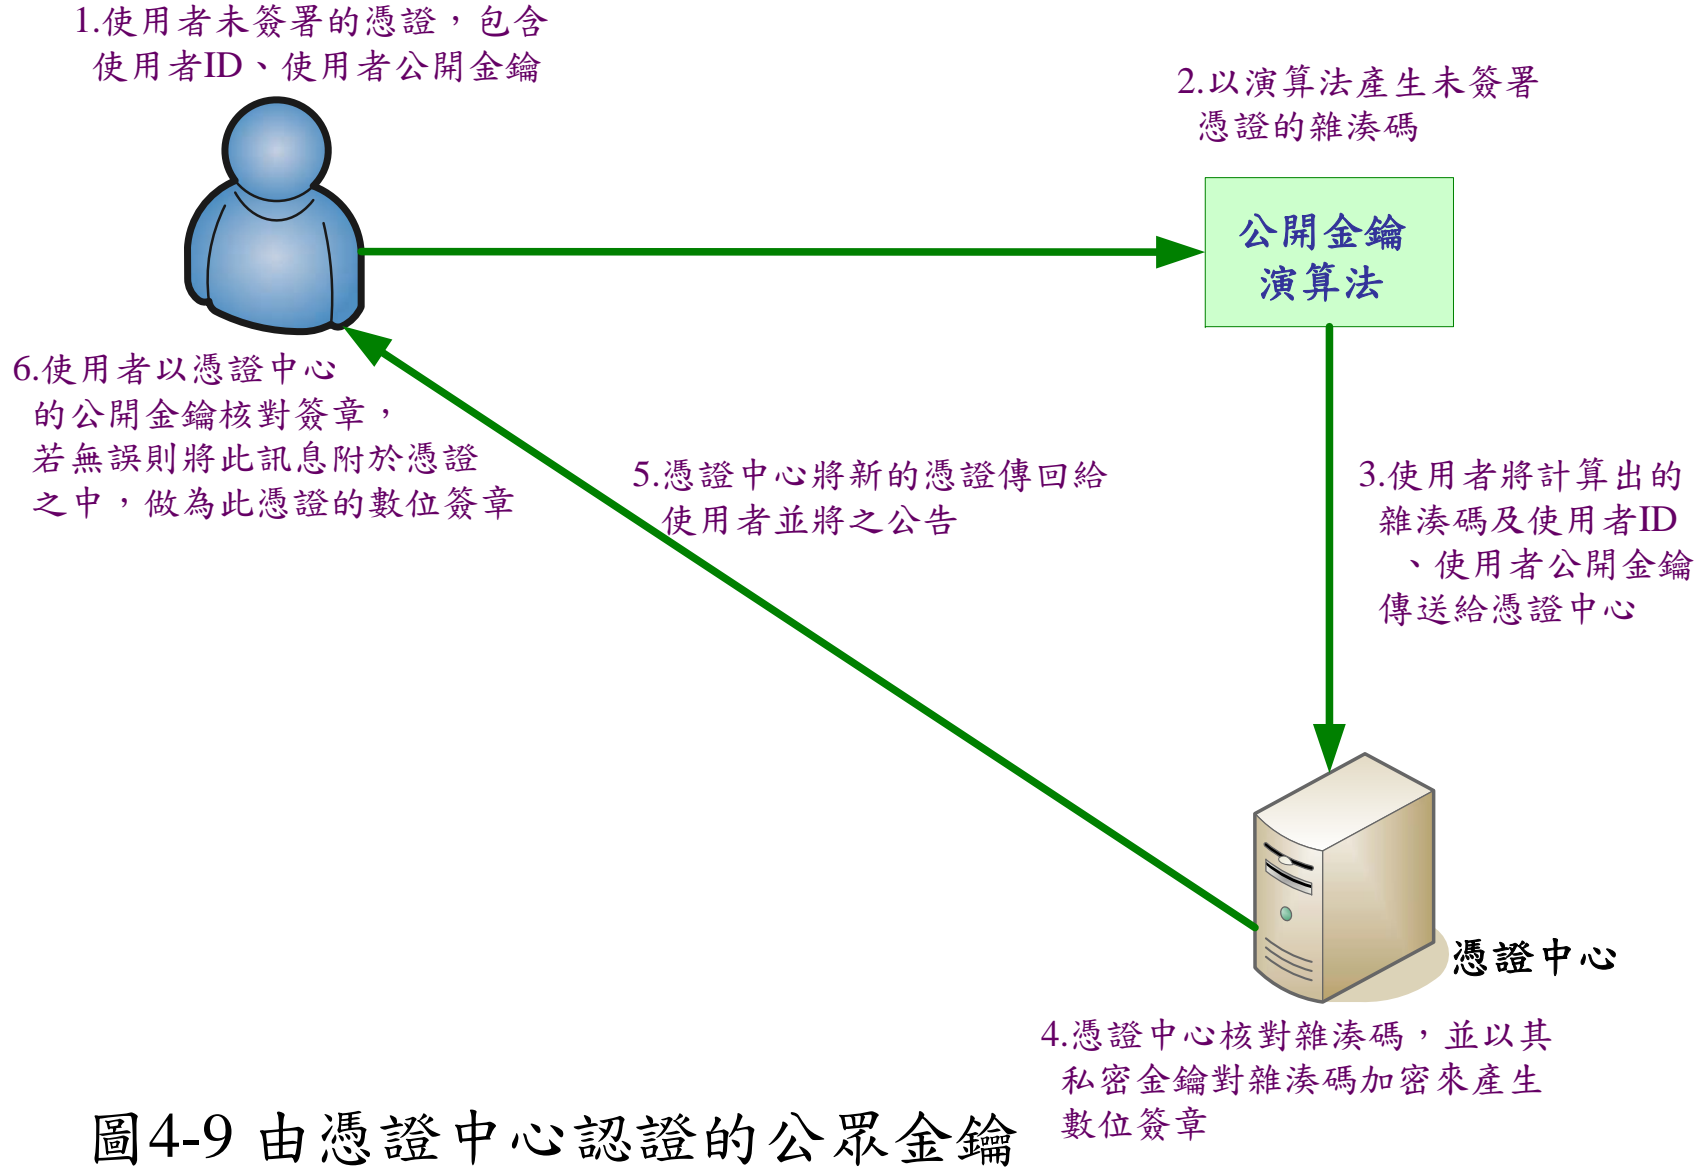 1.使用者未簽署的憑證，包含
使用者ID、使用者公開金鑰
2.以演算法產生未簽署
憑證的雜湊碼
公開金鑰
演算法
3.使用者將計算出的
雜湊碼及使用者ID
、使用者公開金鑰
傳送給憑證中心
憑證中心
4.憑證中心核對雜湊碼，並以其
私密金鑰對雜湊碼加密來產生
數位簽章
5.憑證中心將新的憑證傳回給
使用者並將之公告
6.使用者以憑證中心
的公開金鑰核對簽章，
若無誤則將此訊息附於憑證
之中，做為此憑證的數位簽章
圖4-9 由憑證中心認證的公眾金鑰